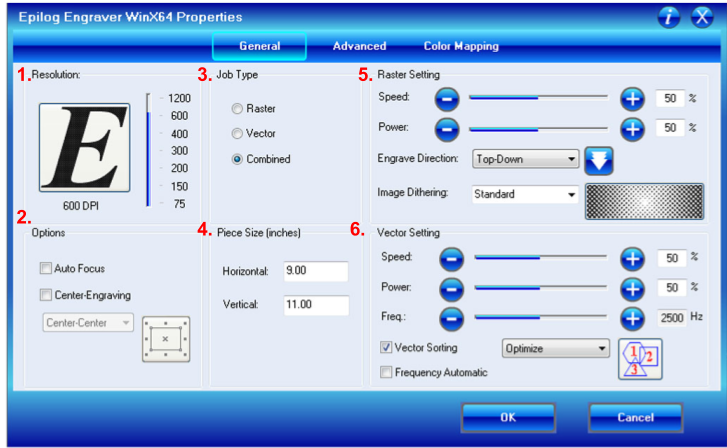 Epilog Engraver WinX64 Properties
i X
General Advanced Color Mapping
1. Resolution:
E
1200
600
400
300
200
150
75
600 DPI
2.
Options
Auto Focus
Center-Engraving
Center-Center
3. Job Type
Raster
Vector
Combined
4. Piece Size (inches)
Horizontal: 9.00
Vertical: 11.00
5. Raster Setting
Speed: 50 %
Power: 50 %
Engrave Direction: Top-Down
Image Dithering: Standard
6. Vector Setting
Speed: 50 %
Power: 50 %
Freq.: 2500 Hz
Vector Sorting Optimize
1 2
3
Frequency Automatic
OK Cancel